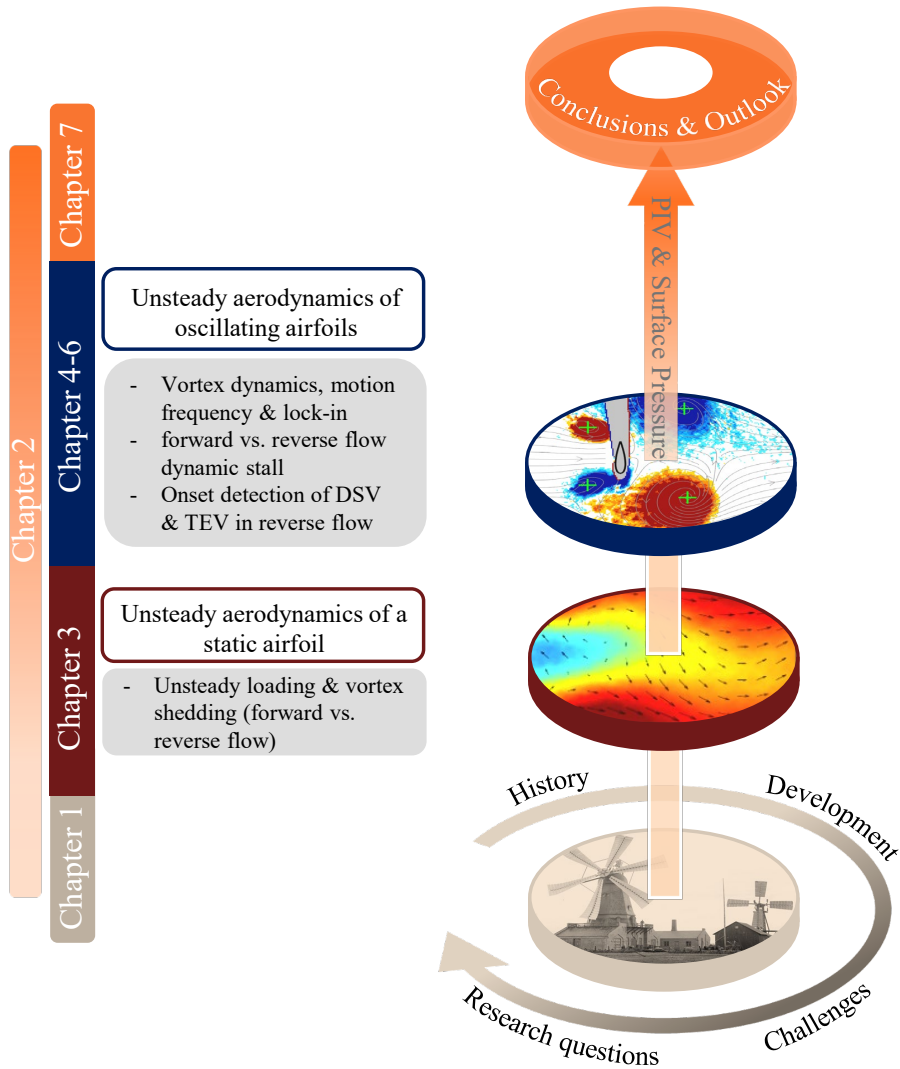 Conclusions & Outlook
PIV & Surface Pressure
Chapter 7
Chapter 2
Chapter 4-6
Unsteady aerodynamics of
oscillating airfoils
- Vortex dynamics, motion
frequency & lock-in
- forward vs. reverse flow
dynamic stall
- Onset detection of DSV
& TEV in reverse flow
Chapter 3
Unsteady aerodynamics of a
static airfoil
- Unsteady loading & vortex
shedding (forward vs.
reverse flow)
Chapter 1
History
Development
Challenges
Research questions